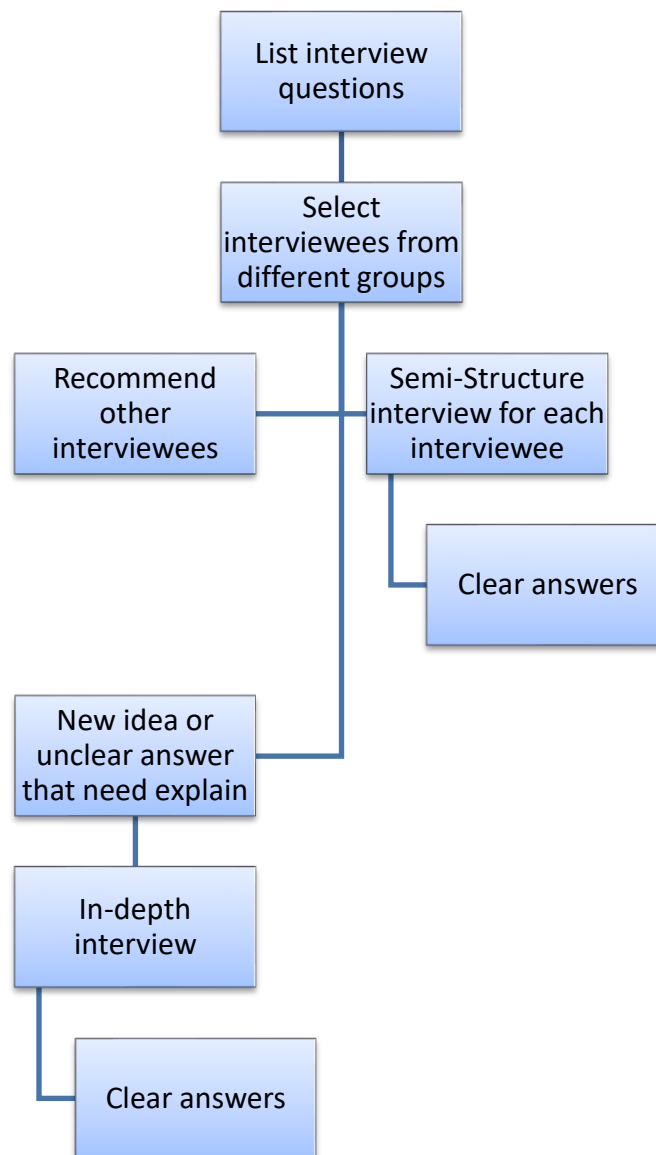 List interview
questions
Select
interviewees from
different groups
Recommend
other
interviewees
Semi-Structure
interview for each
interviewee
Clear answers
New idea or
unclear answer
that need explain
In-depth
interview
Clear answers